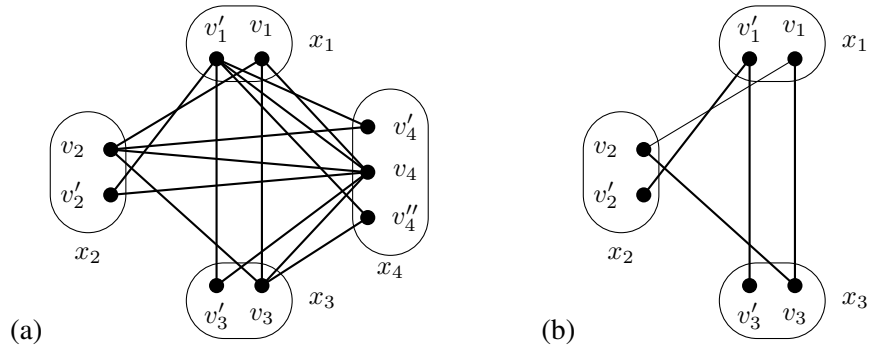 (a)
v′₁ v₁ x₁
v₂
v′₂
x₂
v′₄
v₄
v″₄
x₄
v′₃ v₃ x₃
(b)
v′₁ v₁ x₁
v₂
v′₂
x₂
v′₃ v₃ x₃